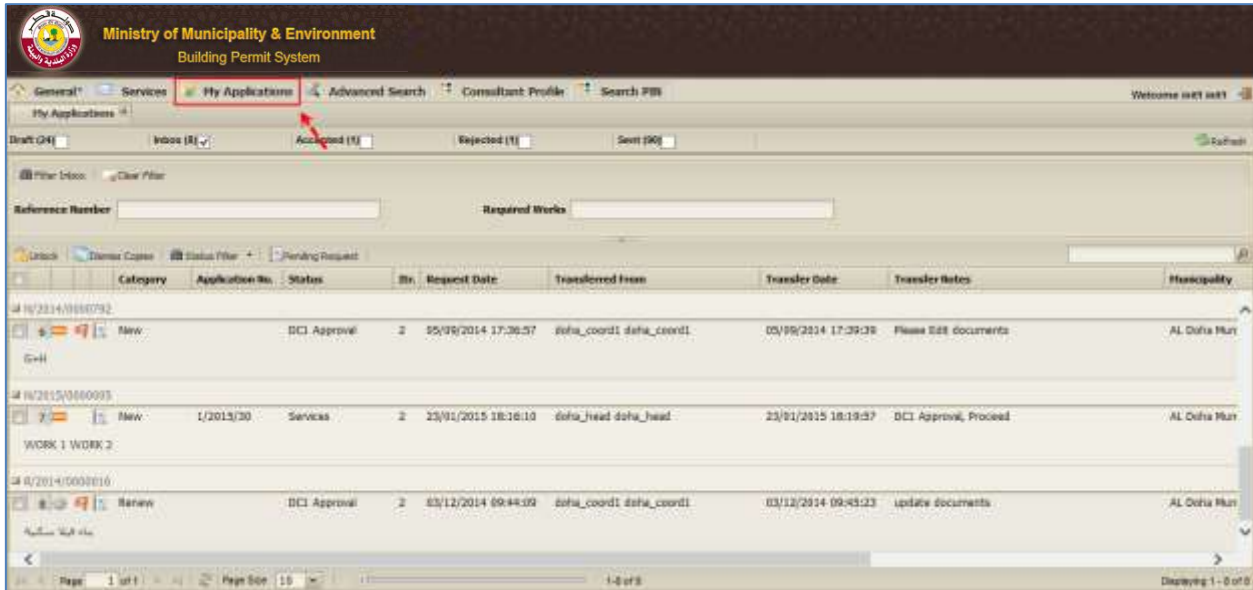 Ministry of Municipality & Environment
Building Permit System
General Services My Applications Advanced Search Consultant Profile Search PIN Welcome
My Applications
Draft (24) Inbox (8) Accepted (1) Rejected (1) Sent (90) Refresh
Filter Inbox Clear Filter
Reference Number Required Works
Unlock Dismiss Copies Status Filter Pending Request
Category Application No. Status Itr. Request Date Transferred From Transfer Date Transfer Notes Municipality
N/2014/0000792
6 New DC1 Approval 2 05/09/2014 17:36:57 doha_coord1 doha_coord1 05/09/2014 17:39:39 Please Edit documents AL Doha Mun
G+H
N/2015/0000095
7 New 1/2015/30 Services 2 23/01/2015 18:16:10 doha_head doha_head 23/01/2015 18:19:57 DC1 Approval, Proceed AL Doha Mun
WORK 1 WORK 2
R/2014/0000016
8 Renew DC1 Approval 2 03/12/2014 09:44:09 doha_coord1 doha_coord1 03/12/2014 09:45:23 update documents AL Doha Mun
Page 1 of 1 Page Size 1-8 of 8 Displaying 1 - 8 of 8